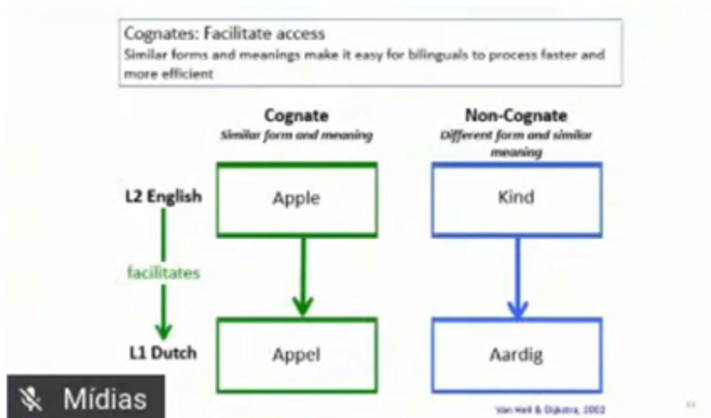 Cognates: Facilitate access
Similar forms and meanings make it easy for bilinguals to process faster and
more efficient
Cognate
Similar form and meaning
Non-Cognate
Different form and similar
meaning
L2 English
Apple
Kind
facilitates
L1 Dutch
Appel
Aardig
Mídias
Van Hell & Dijkstra, 2002